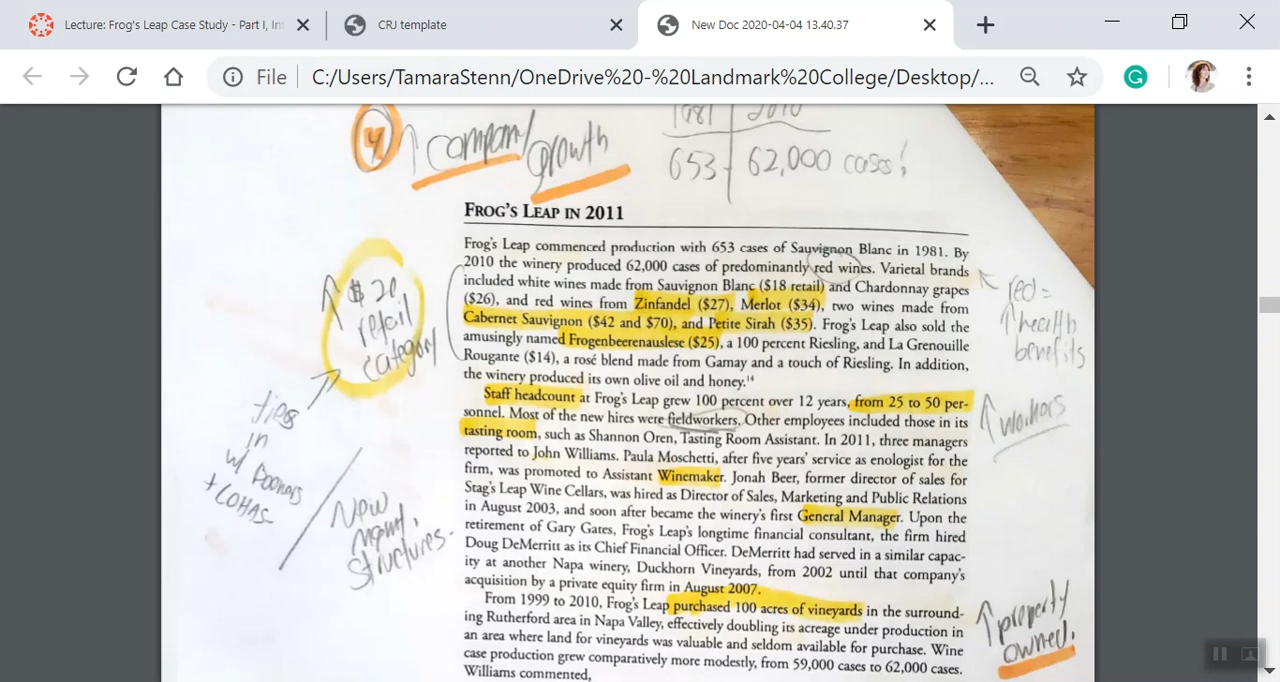 Lecture: Frog's Leap Case Study - Part I, Int
CRJ template
New Doc 2020-04-04 13.40.37
File
C:/Users/TamaraStenn/OneDrive%20-%20Landmark%20College/Desktop/...
4
↑ company growth
1981 2010
653 62,000 cases!
FROG'S LEAP IN 2011
Frog's Leap commenced production with 653 cases of Sauvignon Blanc in 1981. By
2010 the winery produced 62,000 cases of predominantly red wines. Varietal brands
included white wines made from Sauvignon Blanc ($18 retail) and Chardonnay grapes
($26), and red wines from Zinfandel ($27), Merlot ($34), two wines made from
Cabernet Sauvignon ($42 and $70), and Petite Sirah ($35). Frog's Leap also sold the
amusingly named Frogenbeerenauslese ($25), a 100 percent Riesling, and La Grenouille
Rougante ($14), a rosé blend made from Gamay and a touch of Riesling. In addition,
the winery produced its own olive oil and honey.¹⁴
Staff headcount at Frog's Leap grew 100 percent over 12 years, from 25 to 50 per-
sonnel. Most of the new hires were fieldworkers. Other employees included those in its
tasting room, such as Shannon Oren, Tasting Room Assistant. In 2011, three managers
reported to John Williams. Paula Moschetti, after five years' service as enologist for the
firm, was promoted to Assistant Winemaker. Jonah Beer, former director of sales for
Stag's Leap Wine Cellars, was hired as Director of Sales, Marketing and Public Relations
in August 2003, and soon after became the winery's first General Manager. Upon the
retirement of Gary Gates, Frog's Leap's longtime financial consultant, the firm hired
Doug DeMerritt as its Chief Financial Officer. DeMerritt had served in a similar capac-
ity at another Napa winery, Duckhorn Vineyards, from 2002 until that company's
acquisition by a private equity firm in August 2007.
From 1999 to 2010, Frog's Leap purchased 100 acres of vineyards in the surround-
ing Rutherford area in Napa Valley, effectively doubling its acreage under production in
an area where land for vineyards was valuable and seldom available for purchase. Wine
case production grew comparatively more modestly, from 59,000 cases to 62,000 cases.
Williams commented,
↑ $20
retail
category
ties
in
w/ Boomers
+ LOHAS
New
mgmt.
structures.
red =
↑ health
benefits
↑ workers
↑ property
owned.